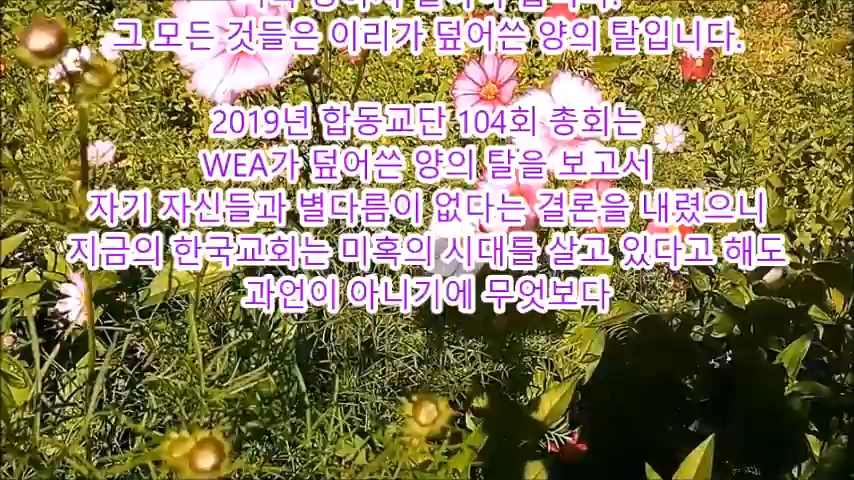 그 모든 것들은 이리가 덮어쓴 양의 탈입니다.
2019년 합동교단 104회 총회는
WEA가 덮어쓴 양의 탈을 보고서
자기 자신들과 별다름이 없다는 결론을 내렸으니
지금의 한국교회는 미혹의 시대를 살고 있다고 해도
과언이 아니기에 무엇보다